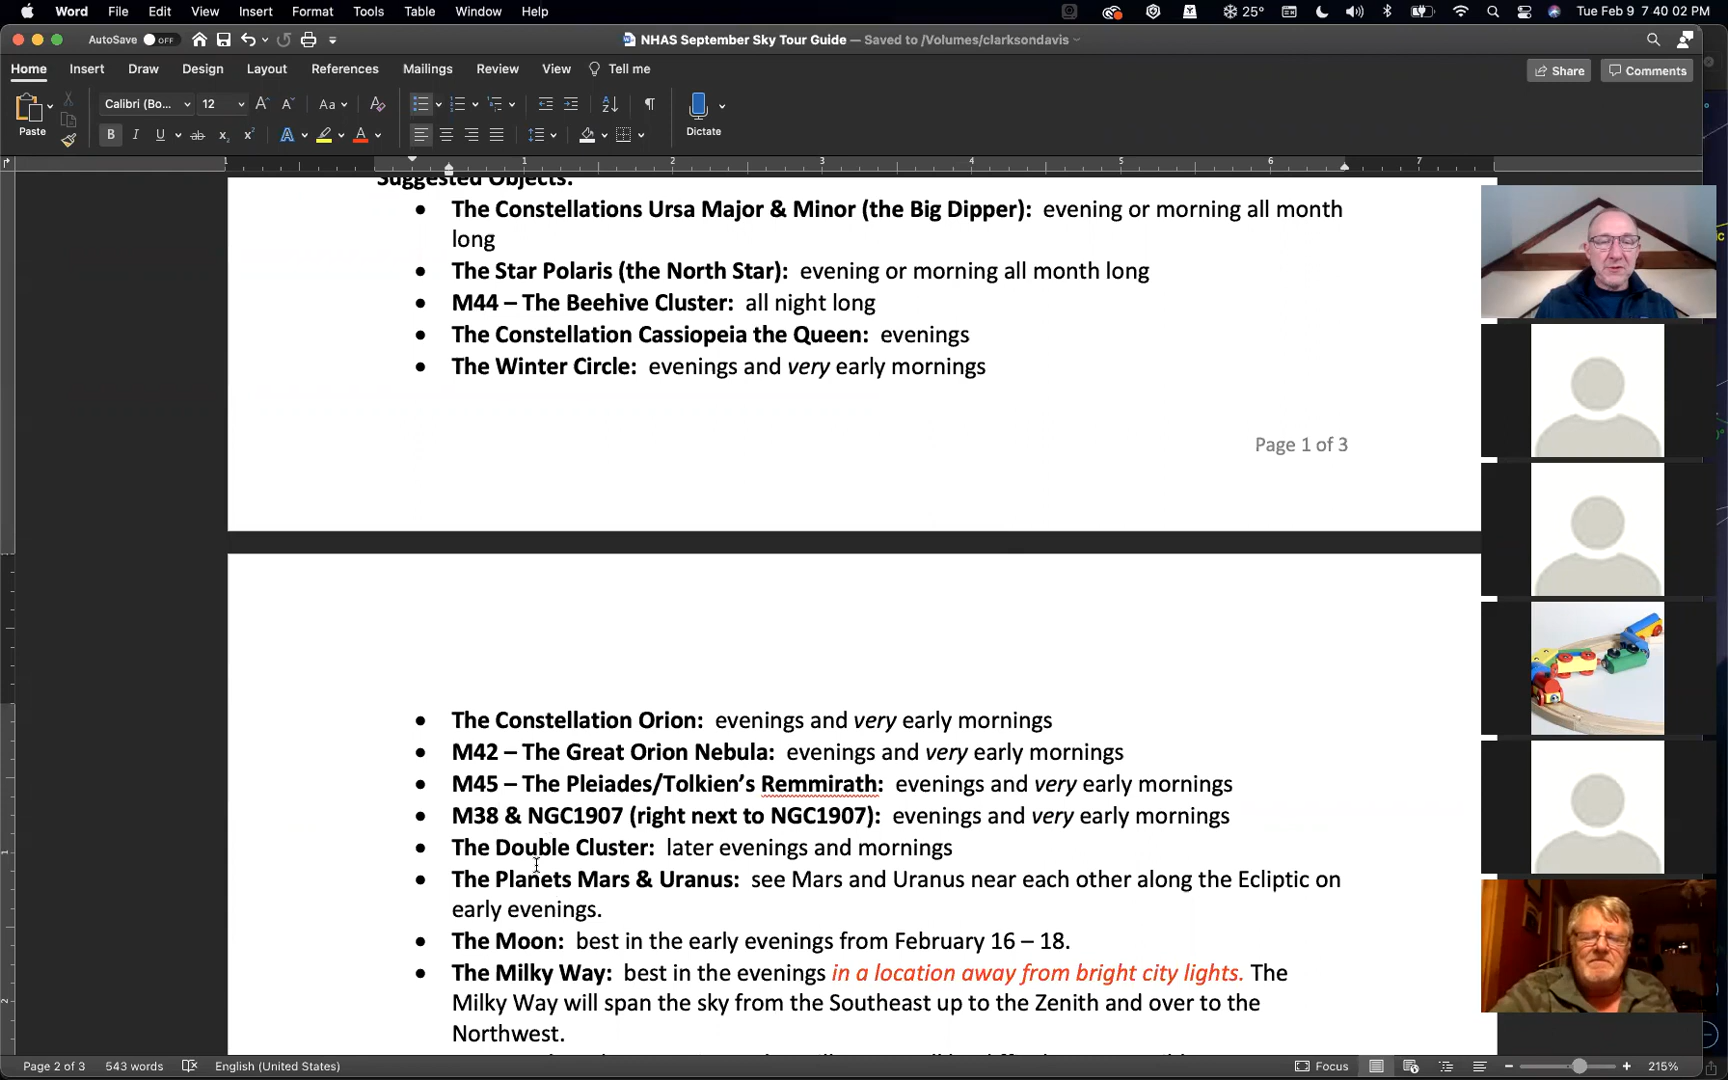 Word File Edit View Insert Format Tools Table Window Help 25° Tue Feb 9 7 40 02 PM
AutoSave OFF NHAS September Sky Tour Guide — Saved to /Volumes/clarksondavis
Home Insert Draw Design Layout References Mailings Review View Tell me Share Comments
Paste Calibri (Bo... 12 Dictate
1 1 2 3 4 5 6 7
Suggested Objects:
• The Constellations Ursa Major & Minor (the Big Dipper): evening or morning all month
long
• The Star Polaris (the North Star): evening or morning all month long
• M44 – The Beehive Cluster: all night long
• The Constellation Cassiopeia the Queen: evenings
• The Winter Circle: evenings and very early mornings
Page 1 of 3
• The Constellation Orion: evenings and very early mornings
• M42 – The Great Orion Nebula: evenings and very early mornings
• M45 – The Pleiades/Tolkien's Remmirath: evenings and very early mornings
• M38 & NGC1907 (right next to NGC1907): evenings and very early mornings
• The Double Cluster: later evenings and mornings
• The Planets Mars & Uranus: see Mars and Uranus near each other along the Ecliptic on
early evenings.
• The Moon: best in the early evenings from February 16 – 18.
• The Milky Way: best in the evenings in a location away from bright city lights. The
Milky Way will span the sky from the Southeast up to the Zenith and over to the
Northwest.
Page 2 of 3 543 words English (United States) Focus 215%